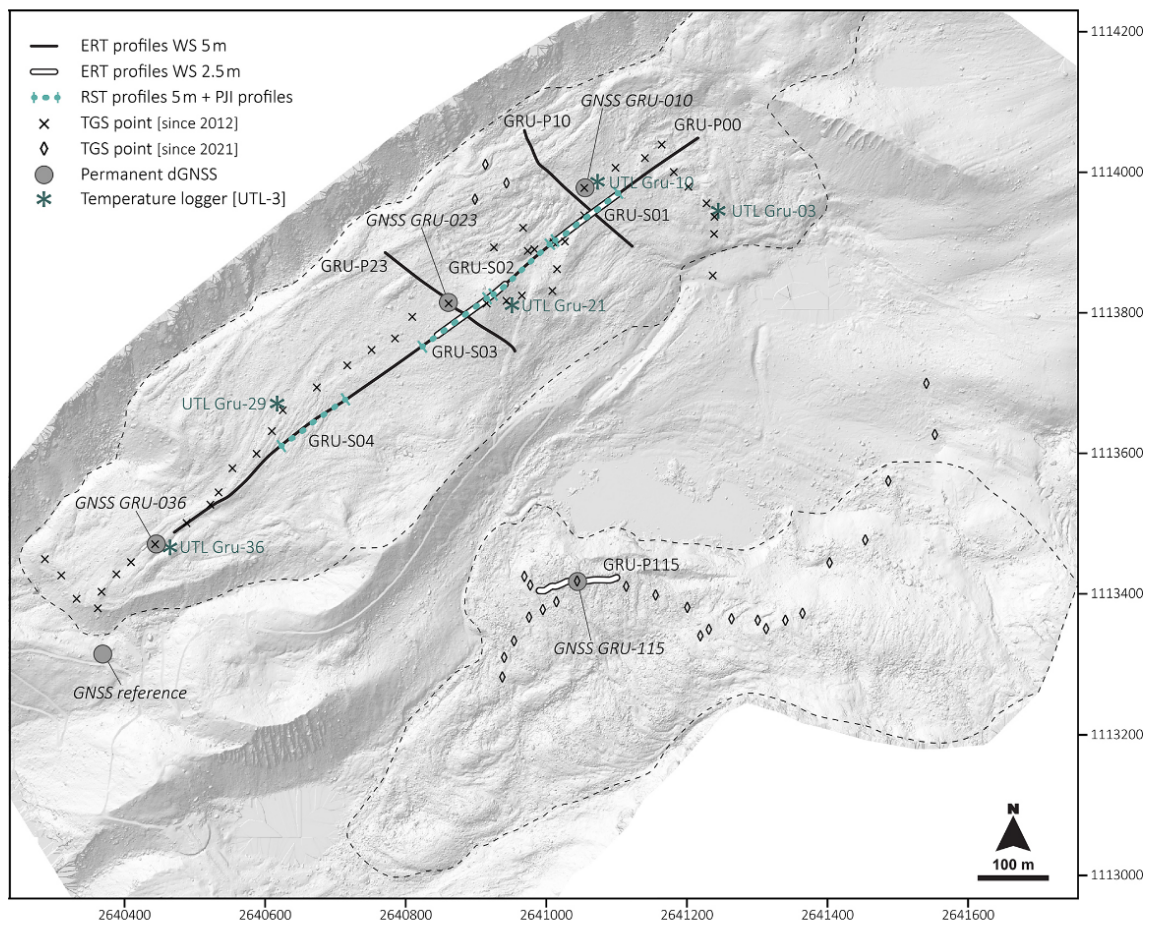 ERT profiles WS 5m
ERT profiles WS 2.5m
RST profiles 5m + PJI profiles
TGS point [since 2012]
TGS point [since 2021]
Permanent dGNSS
Temperature logger [UTL-3]
GNSS GRU-010
GRU-P10
GRU-P00
UTL Gru-10
GRU-S01
UTL Gru-03
GNSS GRU-023
GRU-P23
GRU-S02
UTL Gru-21
GRU-S03
UTL Gru-29
GRU-S04
GNSS GRU-036
UTL Gru-36
GRU-P115
GNSS GRU-115
GNSS reference
N
100 m
1114200
1114000
1113800
1113600
1113400
1113200
1113000
2640400
2640600
2640800
2641000
2641200
2641400
2641600